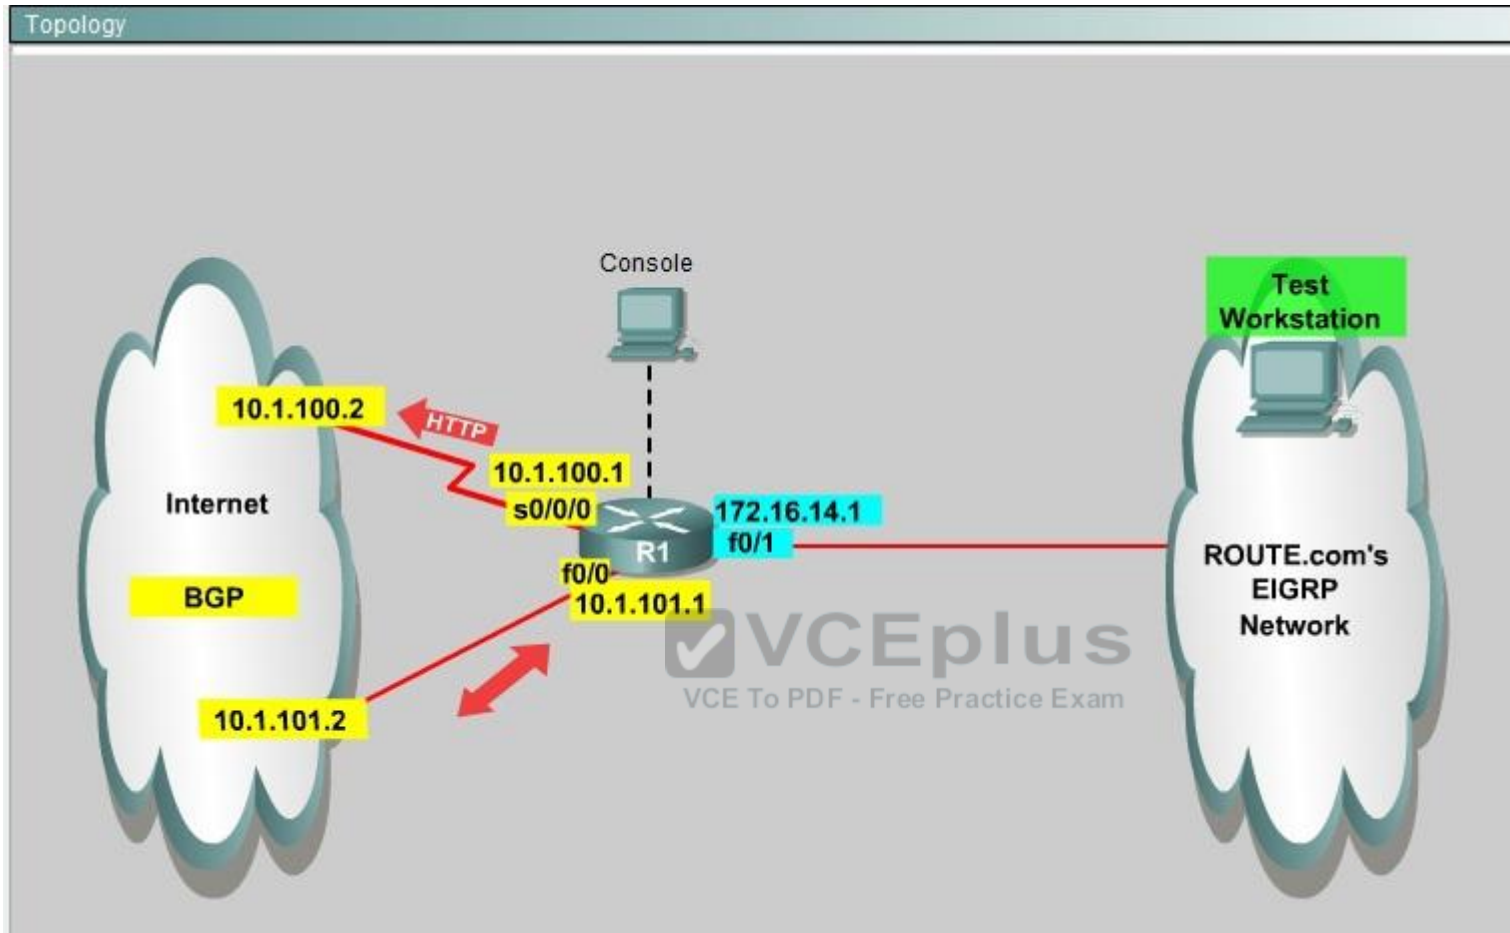 Topology
Console
Test
Workstation
10.1.100.2
HTTP
10.1.100.1
s0/0/0
172.16.14.1
Internet
R1
f0/1
f0/0
ROUTE.com's
EIGRP
Network
BGP
10.1.101.1
VCEplus
VCE To PDF - Free Practice Exam
10.1.101.2